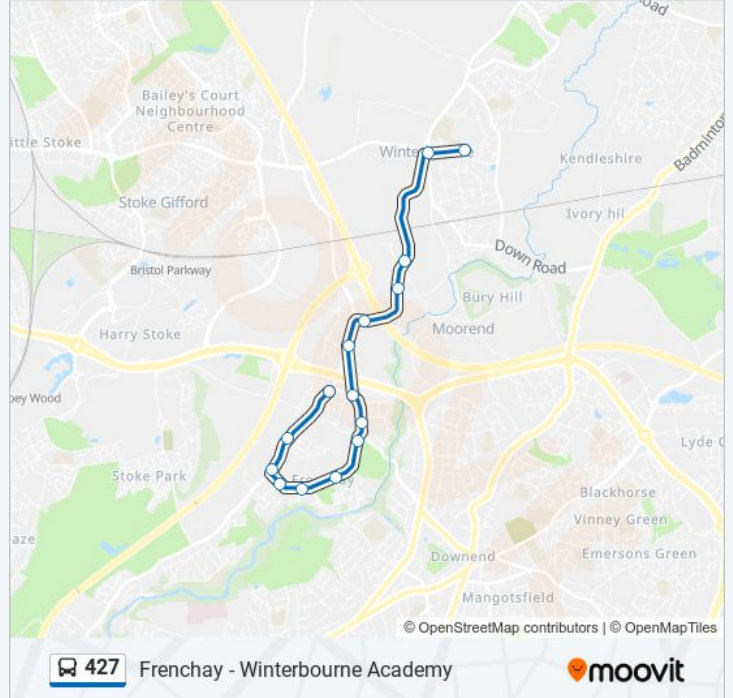 oad
Bailey's Court
Neighbourhood
Centre
ittle Stoke
Winte
e
Kendleshire
Badminto
Stoke Gifford
Ivory hil
Down Road
Bristol Parkway
Bury Hill
Harry Stoke
Moorend
bey Wood
Lyde
Stoke Park
Frenchay
Blackhorse
Vinney Green
aze
Downend
Emersons Green
Mangotsfield
© OpenStreetMap contributors | © OpenMapTiles
427 Frenchay - Winterbourne Academy
moovit